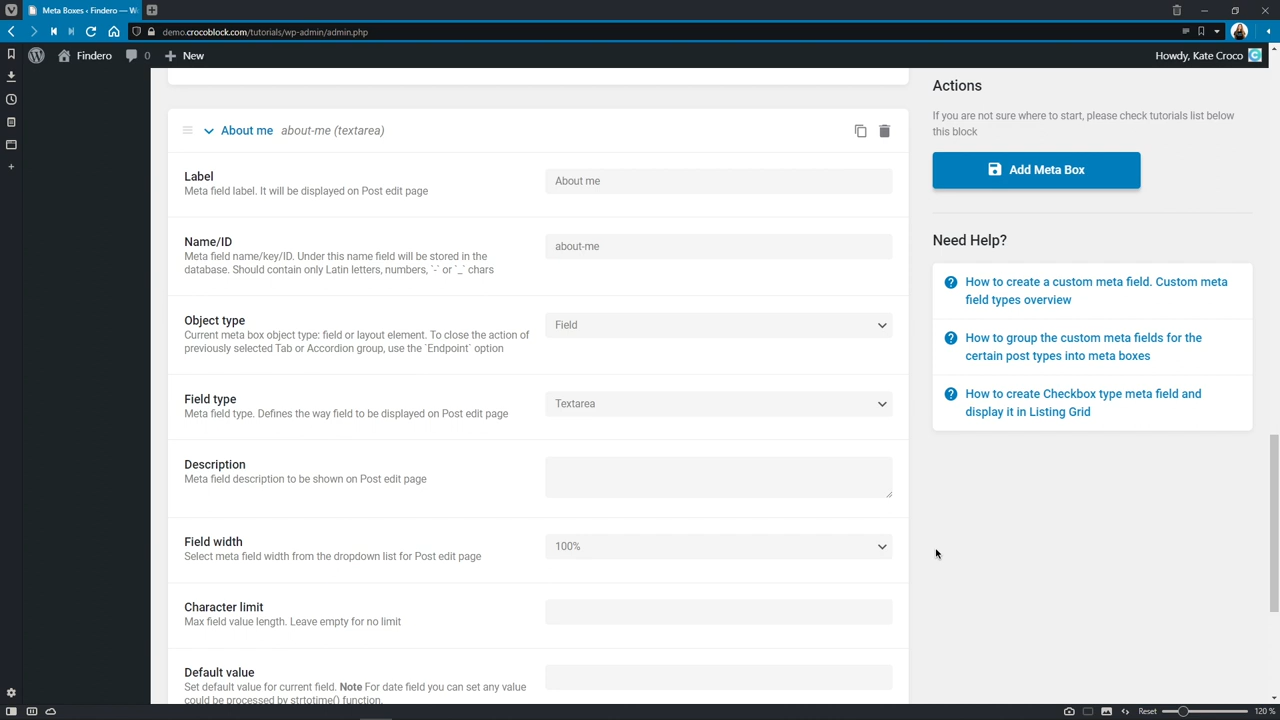 Meta Boxes < Findero — W
demo.crocoblock.com/tutorials/wp-admin/admin.php
Findero
0
New
Howdy, Kate Croco
About me about-me (textarea)
Label
Meta field label. It will be displayed on Post edit page
About me
Name/ID
Meta field name/key/ID. Under this name field will be stored in the
database. Should contain only Latin letters, numbers, `-` or `_` chars
about-me
Object type
Current meta box object type: field or layout element. To close the action of
previously selected Tab or Accordion group, use the `Endpoint` option
Field
Field type
Meta field type. Defines the way field to be displayed on Post edit page
Textarea
Description
Meta field description to be shown on Post edit page
Field width
Select meta field width from the dropdown list for Post edit page
100%
Character limit
Max field value length. Leave empty for no limit
Default value
Set default value for current field. Note For date field you can set any value
could be processed by strtotime() function.
Actions
If you are not sure where to start, please check tutorials list below
this block
Add Meta Box
Need Help?
How to create a custom meta field. Custom meta
field types overview
How to group the custom meta fields for the
certain post types into meta boxes
How to create Checkbox type meta field and
display it in Listing Grid
Reset
120 %